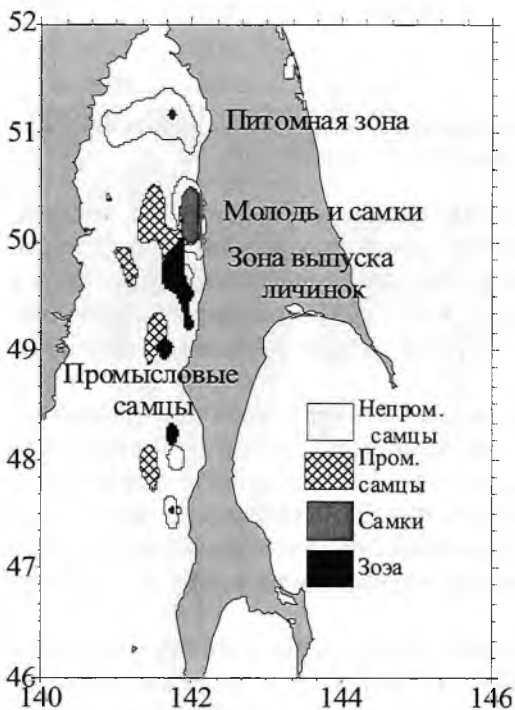 52
51
50
49
48
47
46
140
142
144
146
Питомная зона
Молодь и самки
Зона выпуска
личинок
Промысловые
самцы
Непром.
самцы
Пром.
самцы
Самки
Зоэа